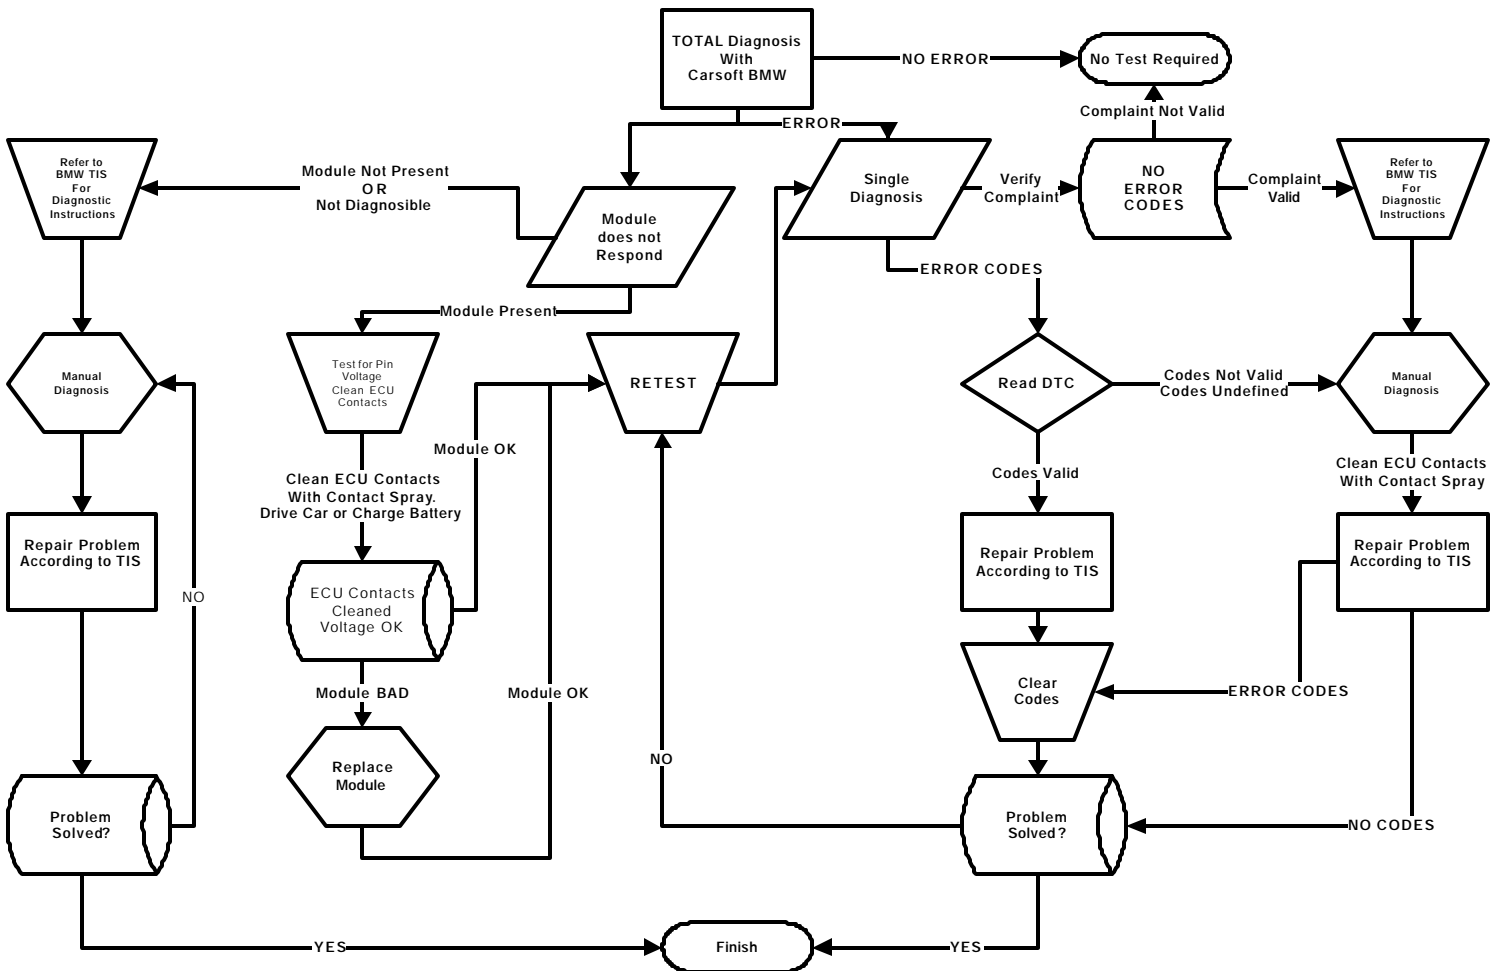 TOTAL Diagnosis
With
Carsoft BMW
NO ERROR
No Test Required
Complaint Not Valid
ERROR
Refer to
BMW TIS
For
Diagnostic
Instructions
Module Not Present
OR
Not Diagnosible
Module
does not
Respond
Single
Diagnosis
Verify
Complaint
NO
ERROR
CODES
Complaint
Valid
Refer to
BMW TIS
For
Diagnostic
Instructions
ERROR CODES
Module Present
Manual
Diagnosis
Test for Pin
Voltage
Clean ECU
Contacts
RETEST
Read DTC
Codes Not Valid
Codes Undefined
Manual
Diagnosis
Module OK
Clean ECU Contacts
With Contact Spray.
Drive Car or Charge Battery
Codes Valid
Clean ECU Contacts
With Contact Spray
Repair Problem
According to TIS
NO
ECU Contacts
Cleaned
Voltage OK
Repair Problem
According to TIS
Repair Problem
According to TIS
Module BAD
Module OK
Clear
Codes
ERROR CODES
Replace
Module
NO
Problem
Solved?
Problem
Solved?
NO CODES
YES
Finish
YES